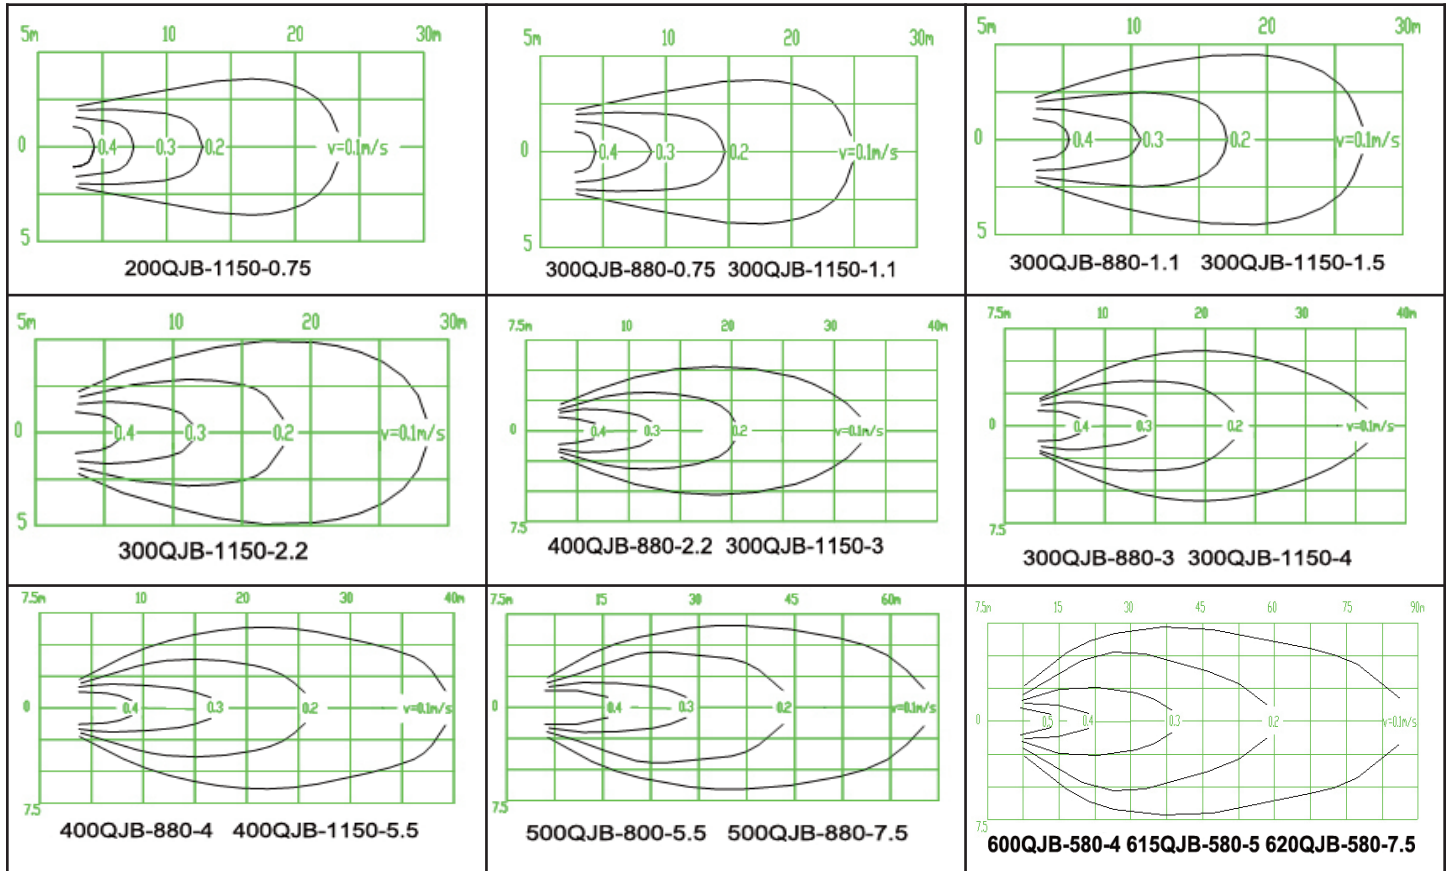 5m 10 20 30m
0 0.4 0.3 0.2 v=0.1m/s
5
200QJB-1150-0.75
5m 10 20 30m
0 0.4 0.3 0.2 v=0.1m/s
5
300QJB-880-0.75 300QJB-1150-1.1
5m 10 20 30m
0 0.4 0.3 0.2 v=0.1m/s
5
300QJB-880-1.1 300QJB-1150-1.5
5m 10 20 30m
0 0.4 0.3 0.2 v=0.1m/s
5
300QJB-1150-2.2
7.5m 10 20 30 40m
0 0.4 0.3 0.2 v=0.1m/s
7.5
400QJB-880-2.2 300QJB-1150-3
7.5m 10 20 30 40m
0 0.4 0.3 0.2 v=0.1m/s
7.5
300QJB-880-3 300QJB-1150-4
7.5m 10 20 30 40m
0 0.4 0.3 0.2 v=0.1m/s
7.5
400QJB-880-4 400QJB-1150-5.5
7.5m 15 30 45 60m
0 0.4 0.3 0.2 v=0.1m/s
7.5
500QJB-800-5.5 500QJB-880-7.5
7.5m 15 30 45 60 75 90m
0 0.5 0.4 0.3 0.2 v=0.1m/s
7.5
600QJB-580-4 615QJB-580-5 620QJB-580-7.5